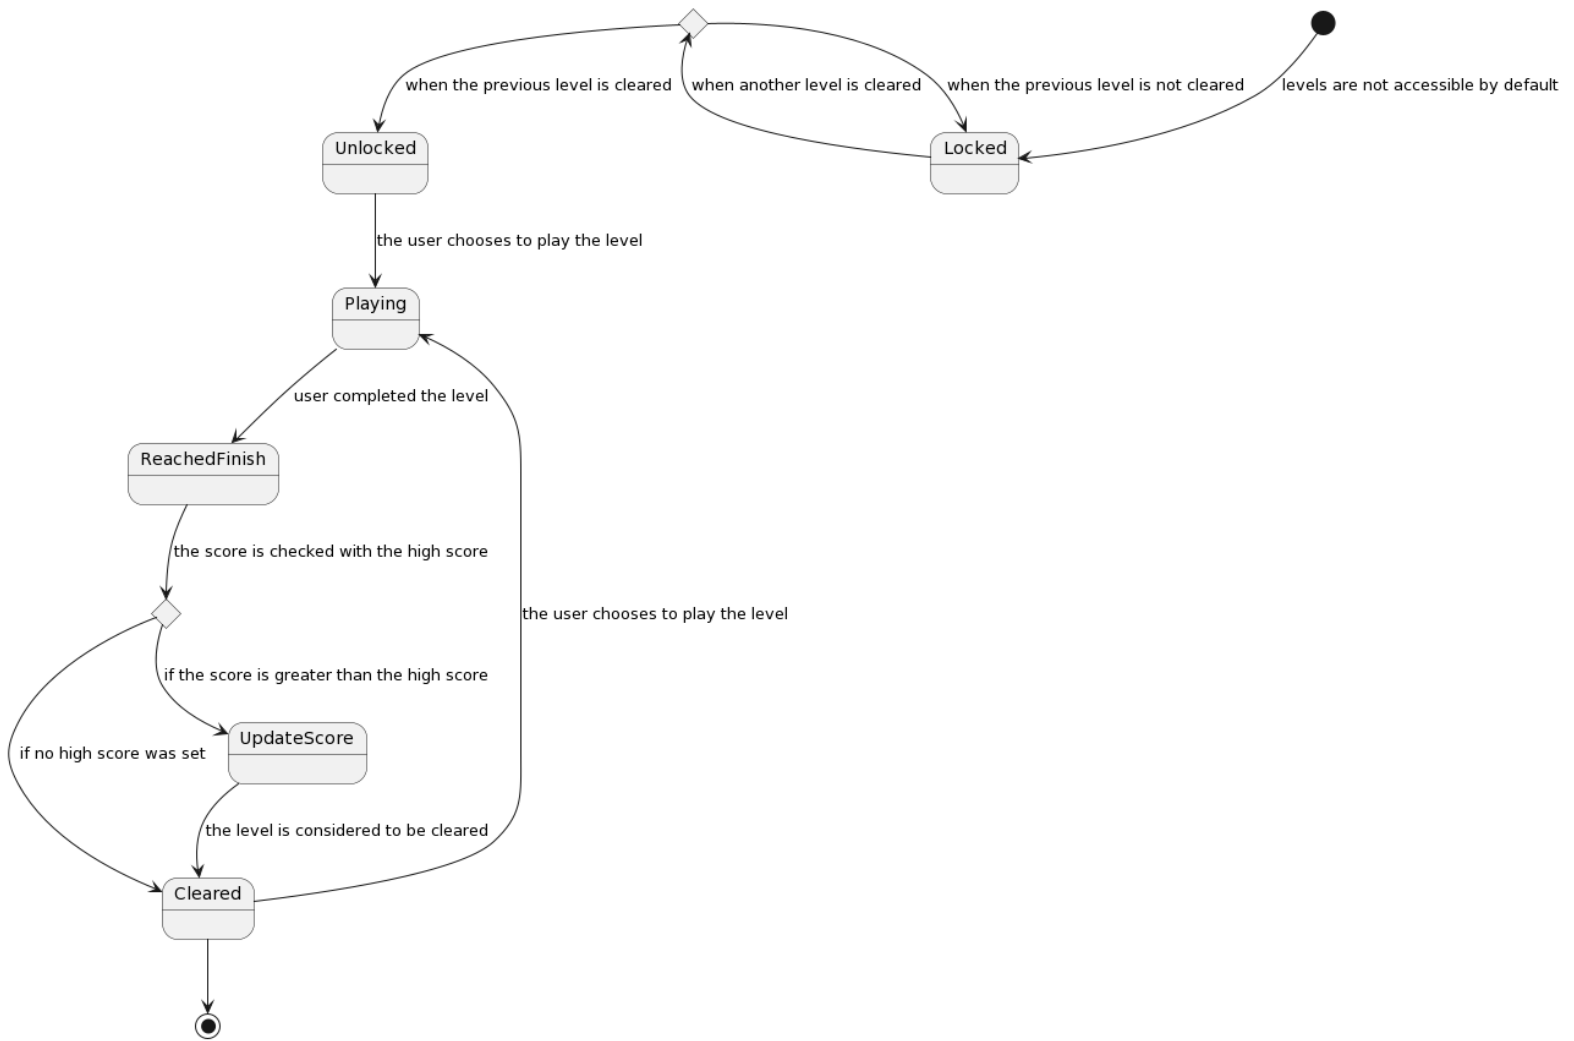 when the previous level is cleared
when another level is cleared
when the previous level is not cleared
levels are not accessible by default
Unlocked
Locked
the user chooses to play the level
Playing
user completed the level
ReachedFinish
the score is checked with the high score
the user chooses to play the level
if the score is greater than the high score
UpdateScore
if no high score was set
the level is considered to be cleared
Cleared